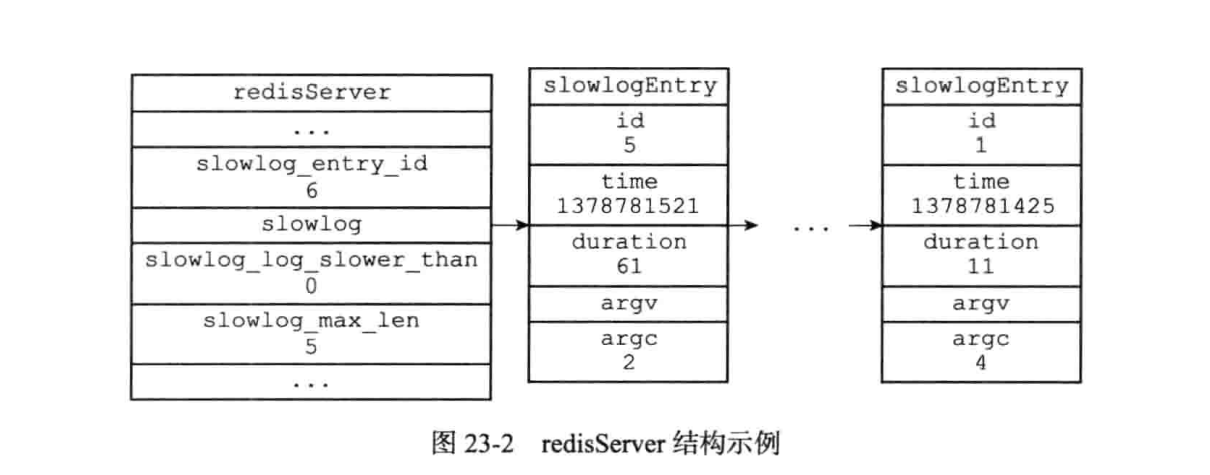 redisServer
...
slowlog_entry_id
6
slowlog
slowlog_log_slower_than
0
slowlog_max_len
5
...
slowlogEntry
id
5
time
1378781521
duration
61
argv
argc
2
...
slowlogEntry
id
1
time
1378781425
duration
11
argv
argc
4
图 23-2 redisServer 结构示例